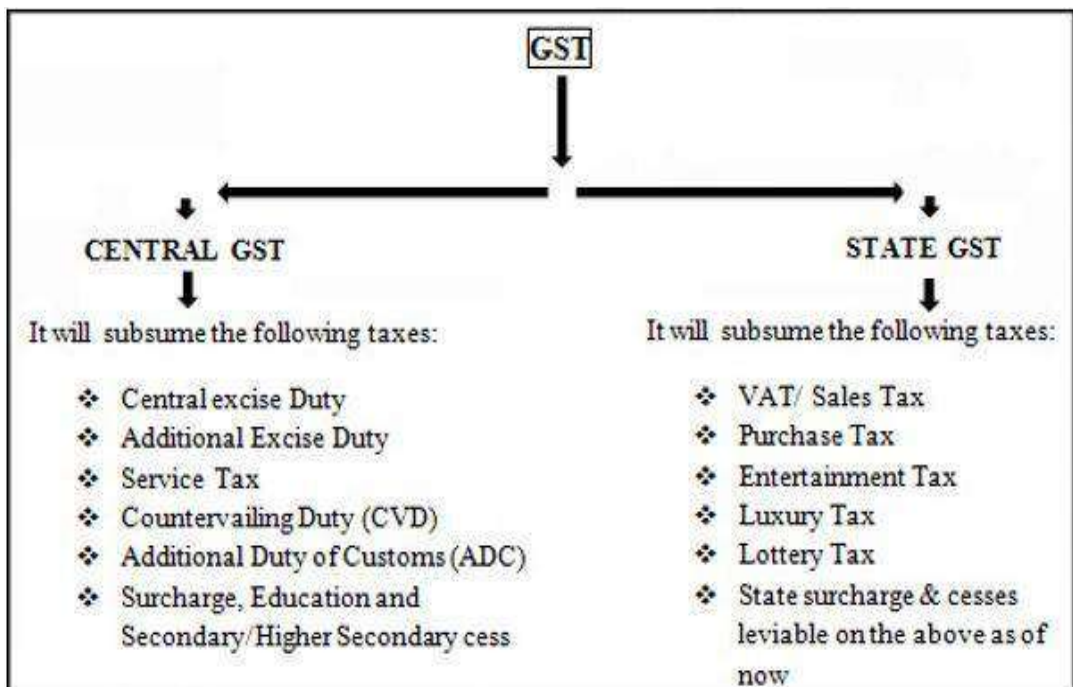 GST
CENTRAL GST
It will subsume the following taxes:
❖ Central excise Duty
❖ Additional Excise Duty
❖ Service Tax
❖ Countervailing Duty (CVD)
❖ Additional Duty of Customs (ADC)
❖ Surcharge, Education and
Secondary/Higher Secondary cess
STATE GST
It will subsume the following taxes:
❖ VAT/ Sales Tax
❖ Purchase Tax
❖ Entertainment Tax
❖ Luxury Tax
❖ Lottery Tax
❖ State surcharge & cesses
leviable on the above as of
now